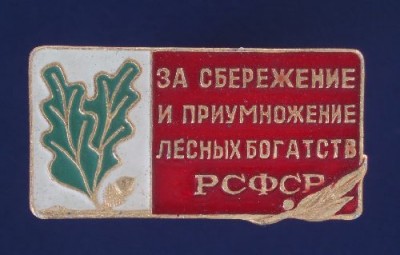 ЗА СБЕРЕЖЕНИЕ
И ПРИУМНОЖЕНИЕ
ЛЕСНЫХ БОГАТСТВ
РСФСР